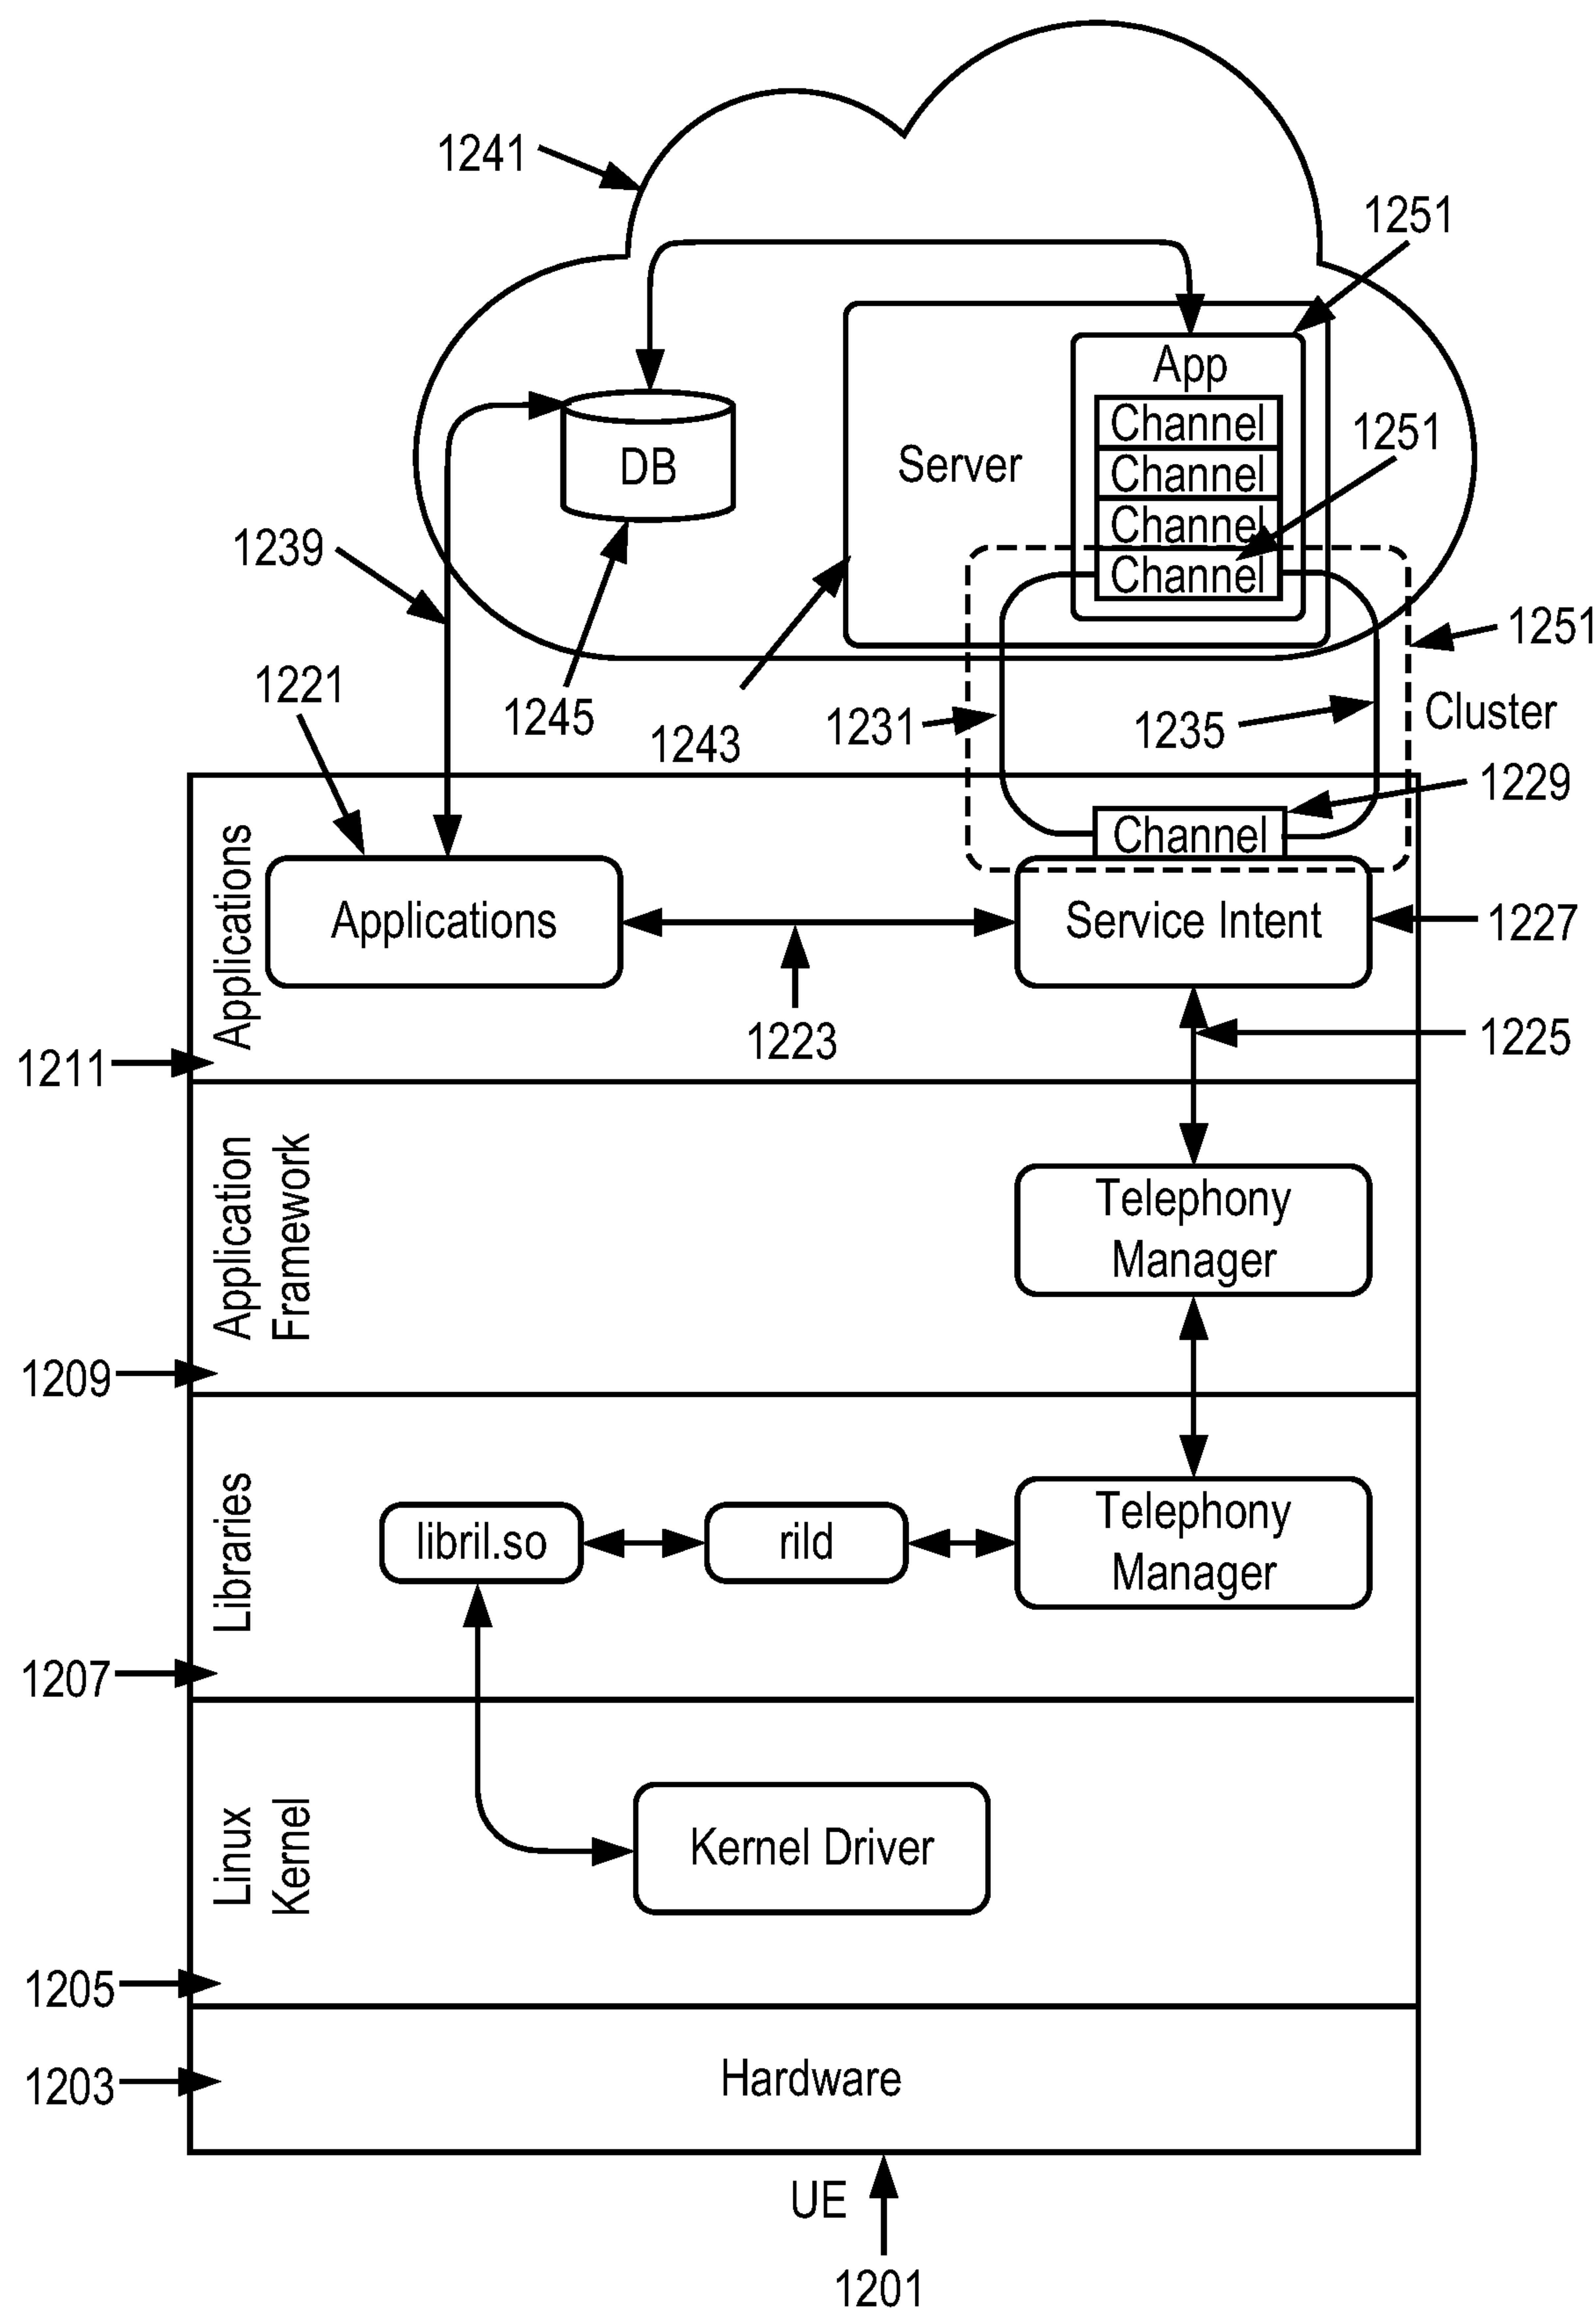 1241
1251
App
Channel
1251
Channel
Server
DB
Channel
1239
Channel
1251
1221
1245
1231
1235
Cluster
1243
1229
Channel
Applications
Applications
Service Intent
1227
1223
1225
1211
Application
Framework
Telephony
Manager
1209
Libraries
libril.so
rild
Telephony
Manager
1207
Linux
Kernel
Kernel Driver
1205
Hardware
1203
UE
1201